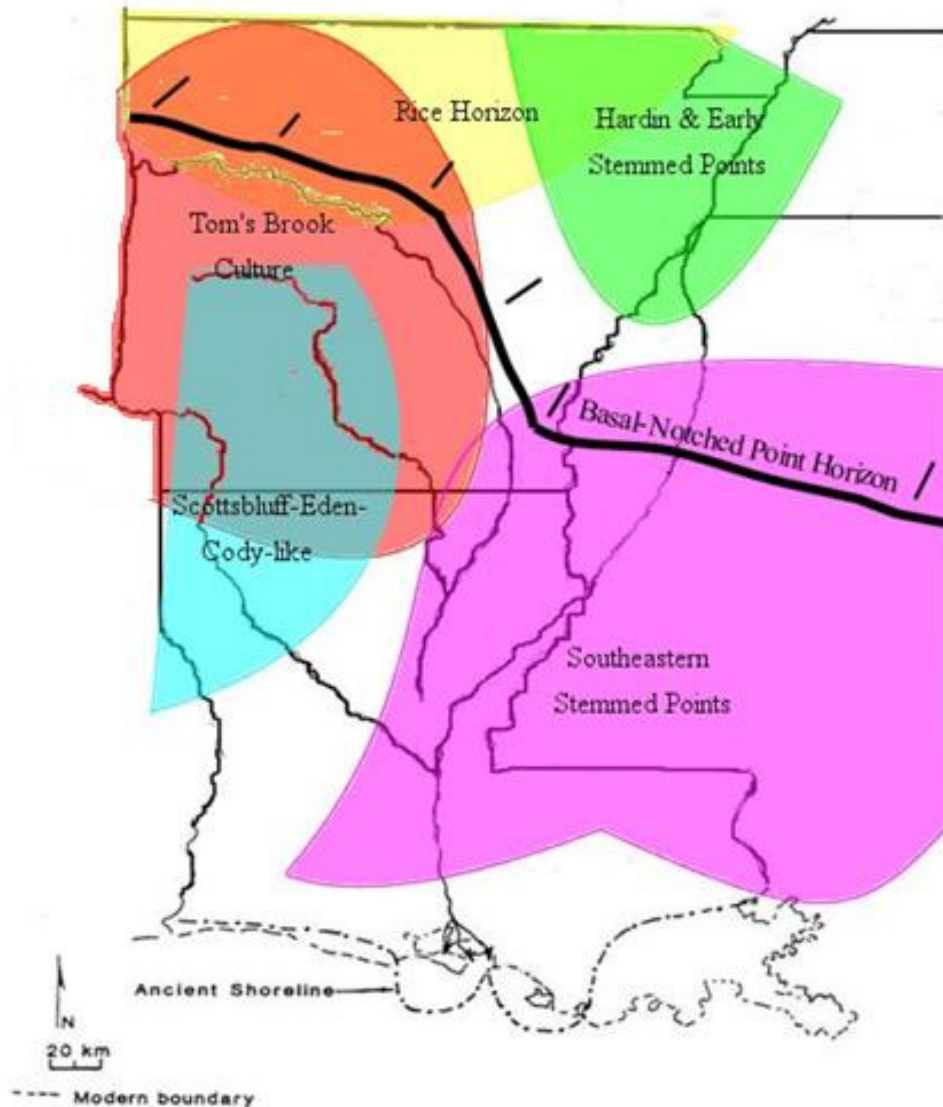 Rice Horizon
Hardin & Early
Stemmed Points
Tom's Brook
Culture
Basal-Notched Point Horizon
Scottsbluff-Eden-
Cody-like
Southeastern
Stemmed Points
Ancient Shoreline
N
20 km
Modern boundary